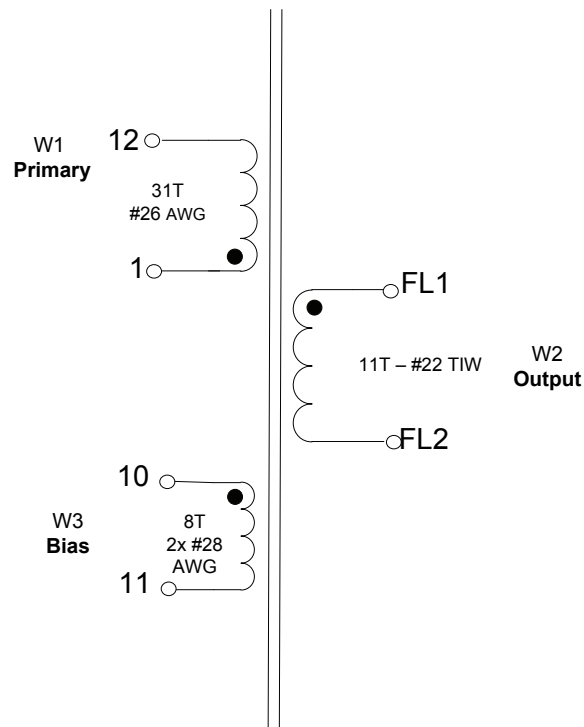 W1
Primary
12
31T
#26 AWG
1
FL1
11T – #22 TIW
W2
Output
FL2
10
W3
Bias
8T
2x #28
AWG
11